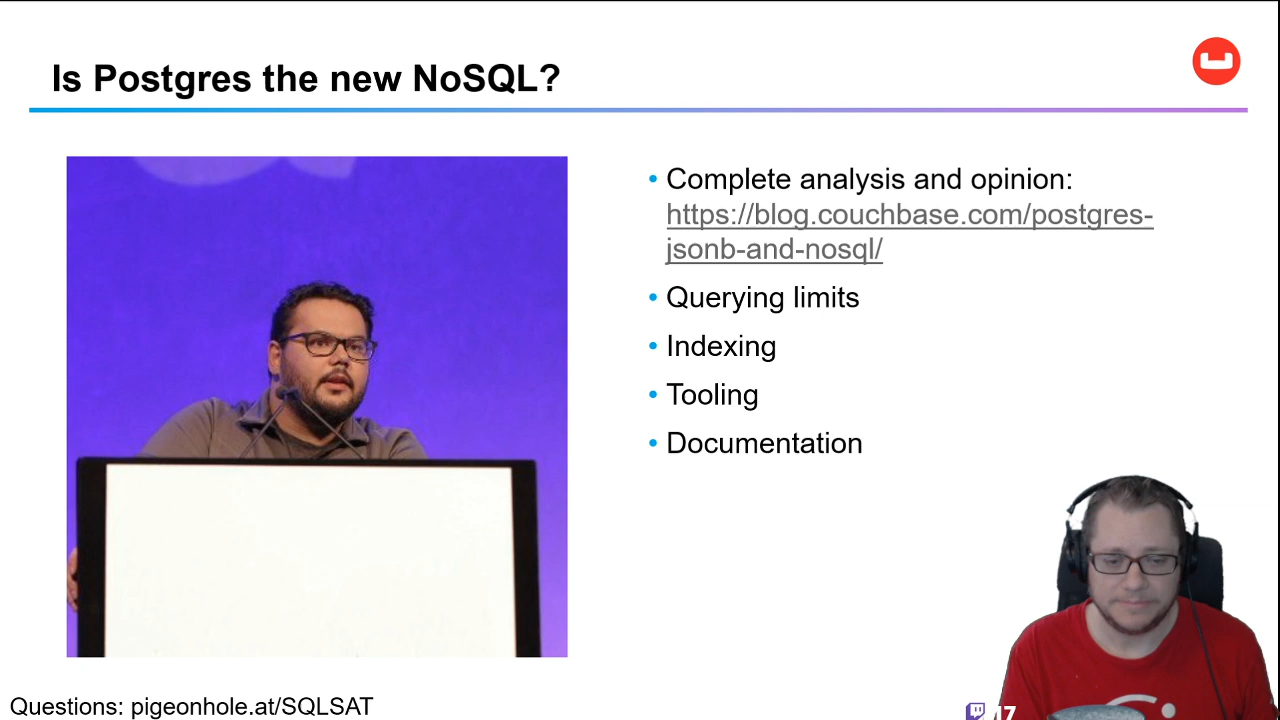 Is Postgres the new NoSQL?
• Complete analysis and opinion:
https://blog.couchbase.com/postgres-
jsonb-and-nosql/
• Querying limits
• Indexing
• Tooling
• Documentation
Questions: pigeonhole.at/SQLSAT